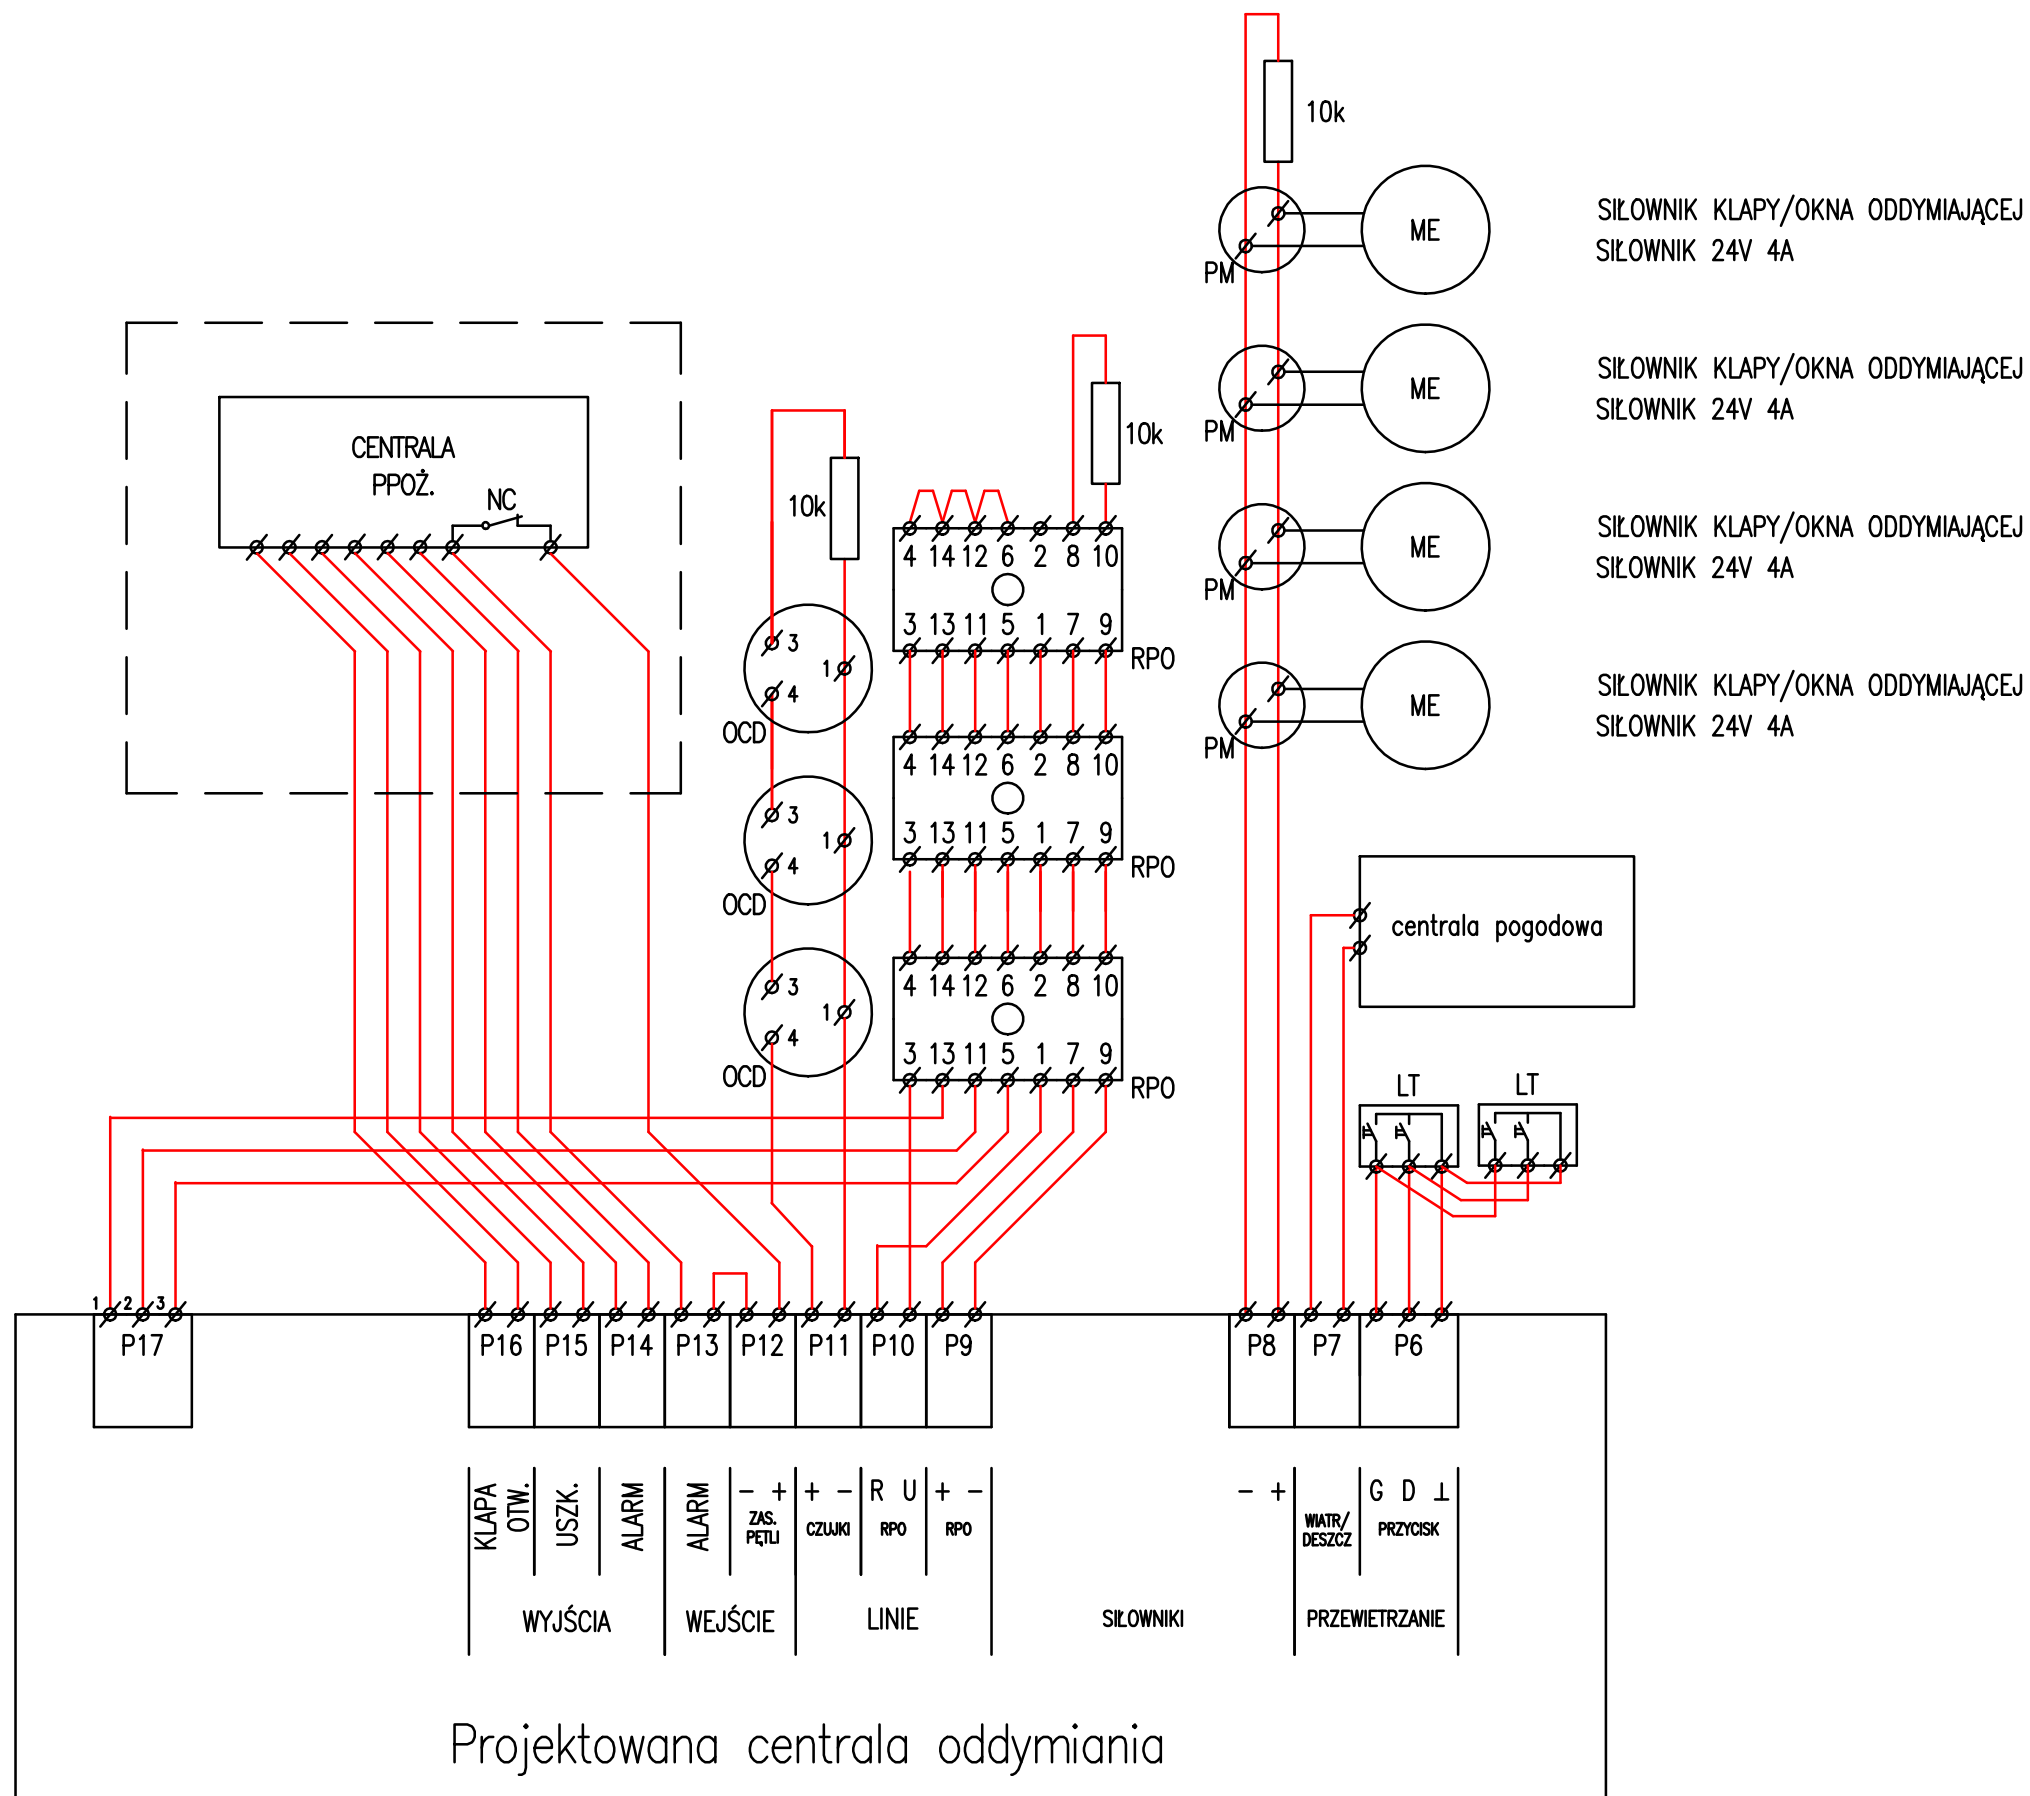 10k
SIŁOWNIK KLAPY/OKNA ODDYMIAJĄCEJ
SIŁOWNIK 24V 4A
ME
PM
SIŁOWNIK KLAPY/OKNA ODDYMIAJĄCEJ
SIŁOWNIK 24V 4A
ME
PM
SIŁOWNIK KLAPY/OKNA ODDYMIAJĄCEJ
SIŁOWNIK 24V 4A
ME
PM
SIŁOWNIK KLAPY/OKNA ODDYMIAJĄCEJ
SIŁOWNIK 24V 4A
ME
PM
CENTRALA
PPOŻ.
NC
10k
10k
4 14 12 6 2 8 10
3 13 11 5 1 7 9
RPO
3
1
4
OCD
4 14 12 6 2 8 10
3 13 11 5 1 7 9
RPO
3
1
4
OCD
4 14 12 6 2 8 10
3 13 11 5 1 7 9
RPO
3
1
4
OCD
centrala pogodowa
LT LT
1 2 3
P17 P16 P15 P14 P13 P12 P11 P10 P9 P8 P7 P6
KLAPA
OTW.
USZK.
ALARM
ALARM
- + + - R U + - - + G D ⊥
ZAS.
PĘTLI
CZUJKI
RPO
RPO
WIATR/
DESZCZ
PRZYCISK
WYJŚCIA WEJŚCIE LINIE SIŁOWNIKI PRZEWIETRZANIE
Projektowana centrala oddymiania